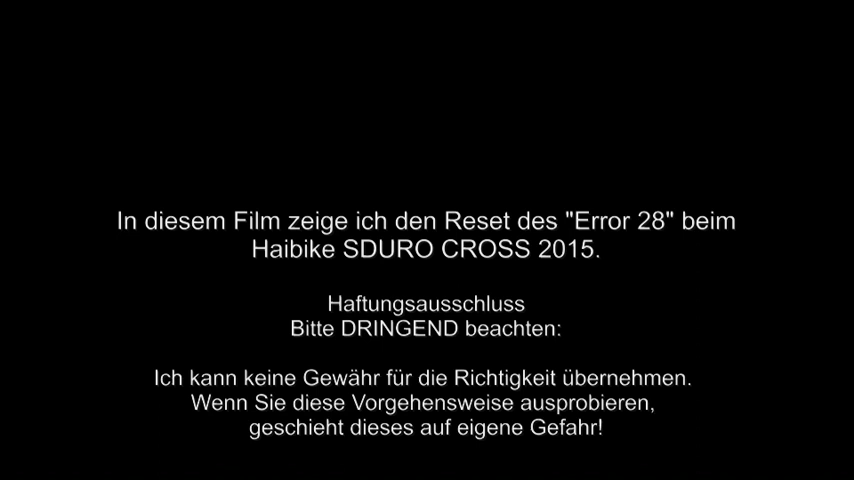 In diesem Film zeige ich den Reset des "Error 28" beim
Haibike SDURO CROSS 2015.
Haftungsausschluss
Bitte DRINGEND beachten:
Ich kann keine Gewähr für die Richtigkeit übernehmen.
Wenn Sie diese Vorgehensweise ausprobieren,
geschieht dieses auf eigene Gefahr!